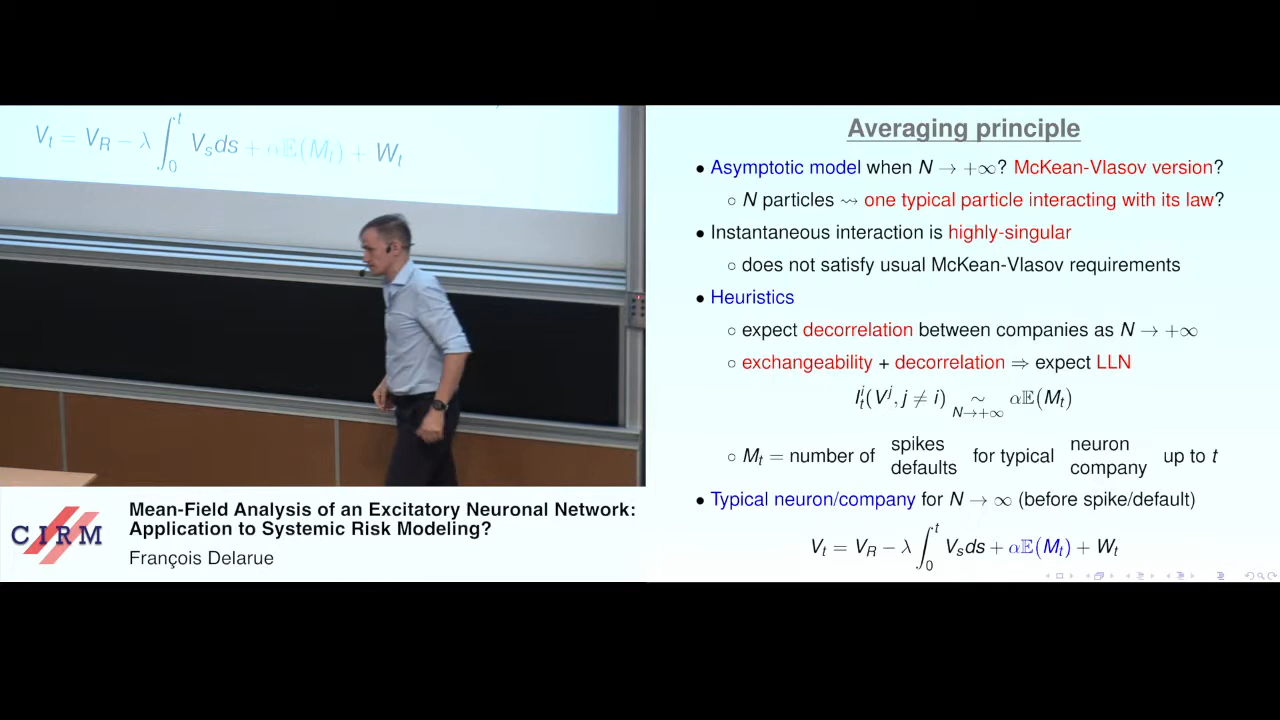 V_t = V_R − λ ∫_0^t V_s ds + α𝔼(M_t) + W_t
CIRM
Mean-Field Analysis of an Excitatory Neuronal Network:
Application to Systemic Risk Modeling?
François Delarue
Averaging principle
• Asymptotic model when N → +∞? McKean-Vlasov version?
◦ N particles ⇝ one typical particle interacting with its law?
• Instantaneous interaction is highly-singular
◦ does not satisfy usual McKean-Vlasov requirements
• Heuristics
◦ expect decorrelation between companies as N → +∞
◦ exchangeability + decorrelation ⇒ expect LLN
I_t^i(V^j, j ≠ i) ∼_{N→+∞} α𝔼(M_t)
◦ M_t = number of spikes defaults for typical neuron company up to t
• Typical neuron/company for N → ∞ (before spike/default)
V_t = V_R − λ ∫_0^t V_s ds + α𝔼(M_t) + W_t